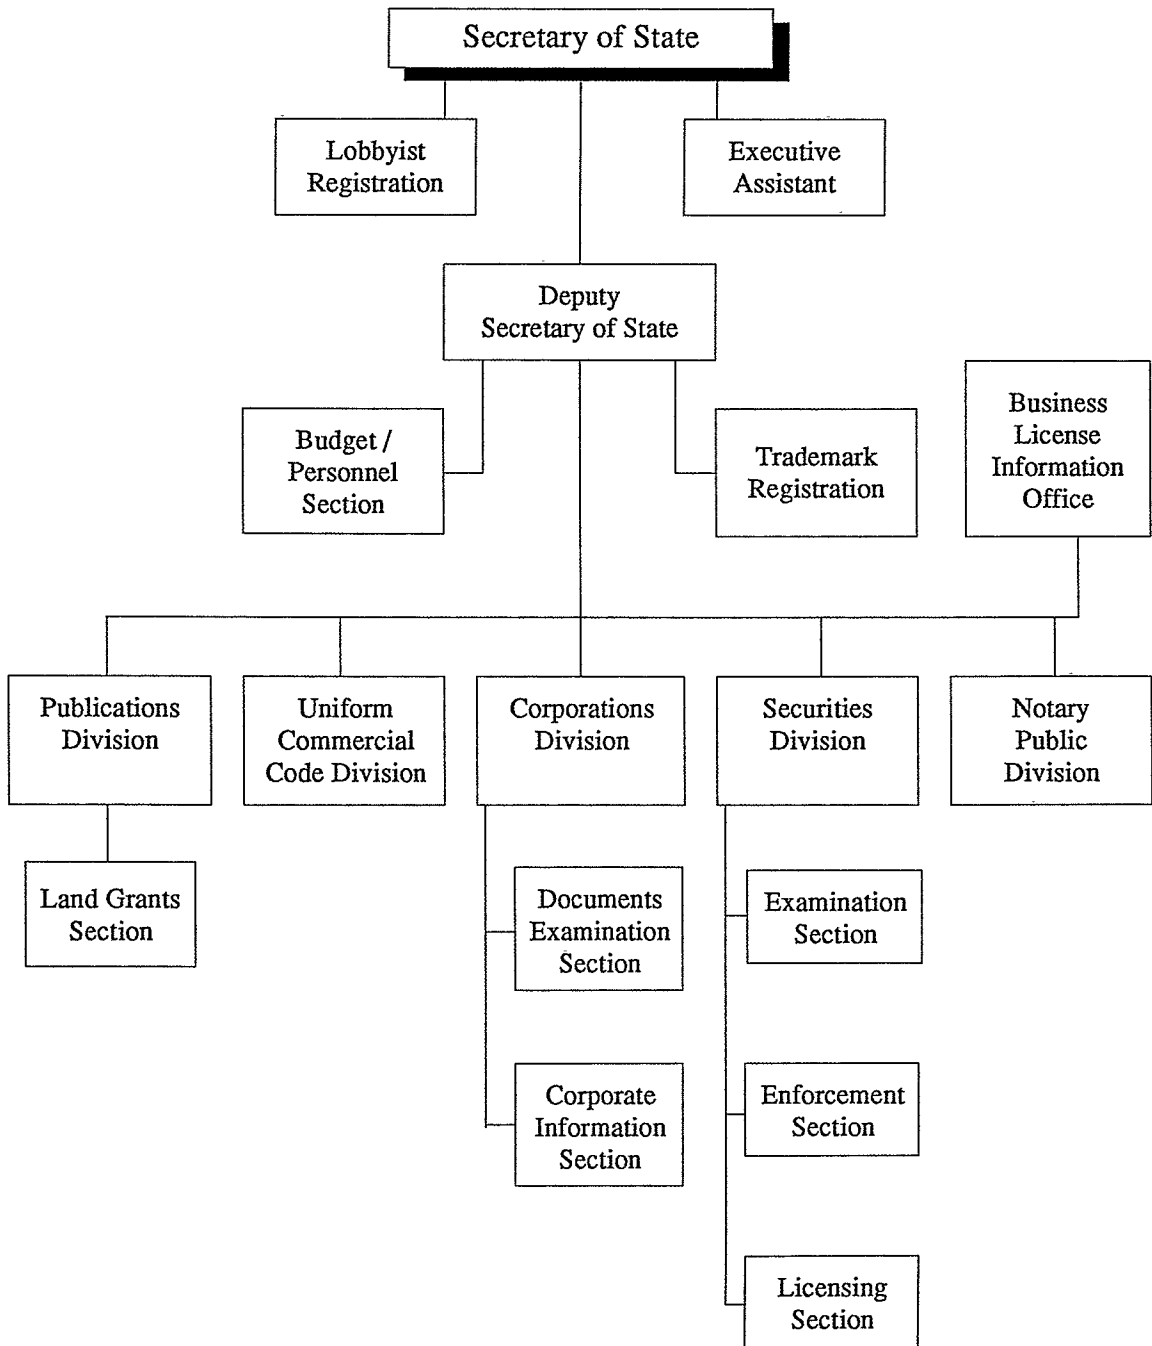 Secretary of State
Lobbyist
Registration
Executive
Assistant
Deputy
Secretary of State
Budget /
Personnel
Section
Trademark
Registration
Business
License
Information
Office
Publications
Division
Uniform
Commercial
Code Division
Corporations
Division
Securities
Division
Notary
Public
Division
Land Grants
Section
Documents
Examination
Section
Examination
Section
Corporate
Information
Section
Enforcement
Section
Licensing
Section